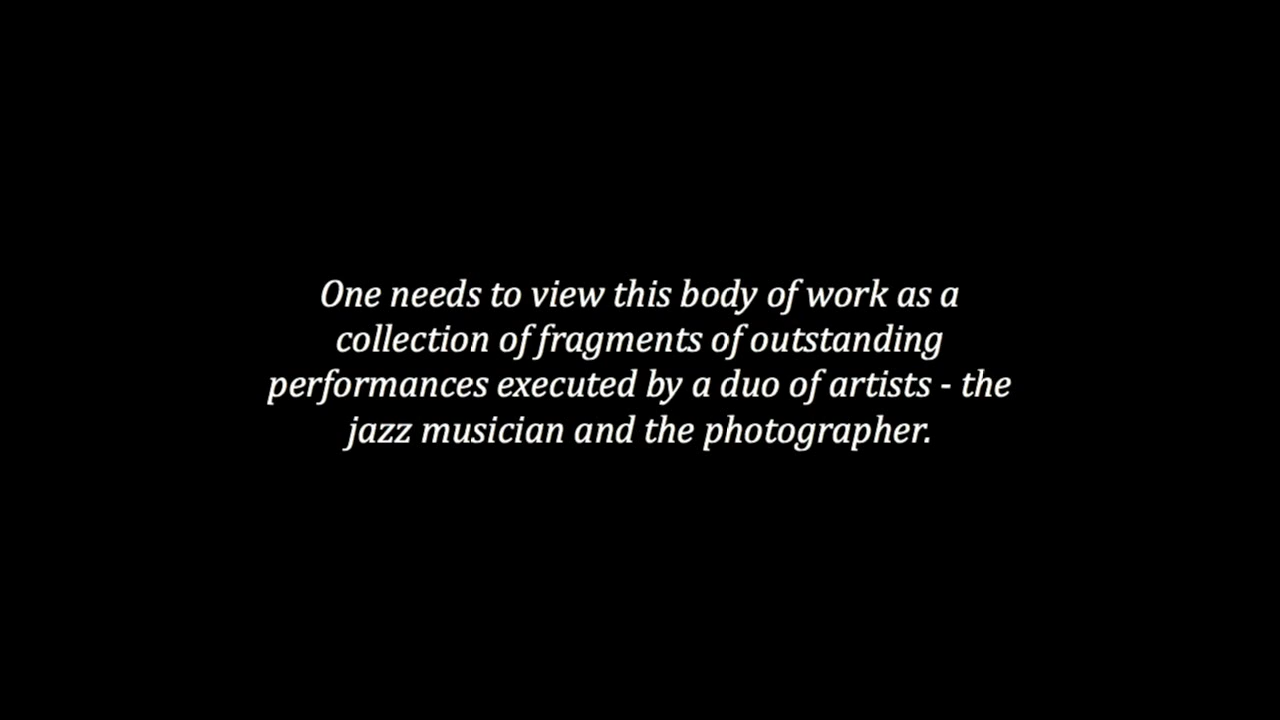 One needs to view this body of work as a
collection of fragments of outstanding
performances executed by a duo of artists - the
jazz musician and the photographer.